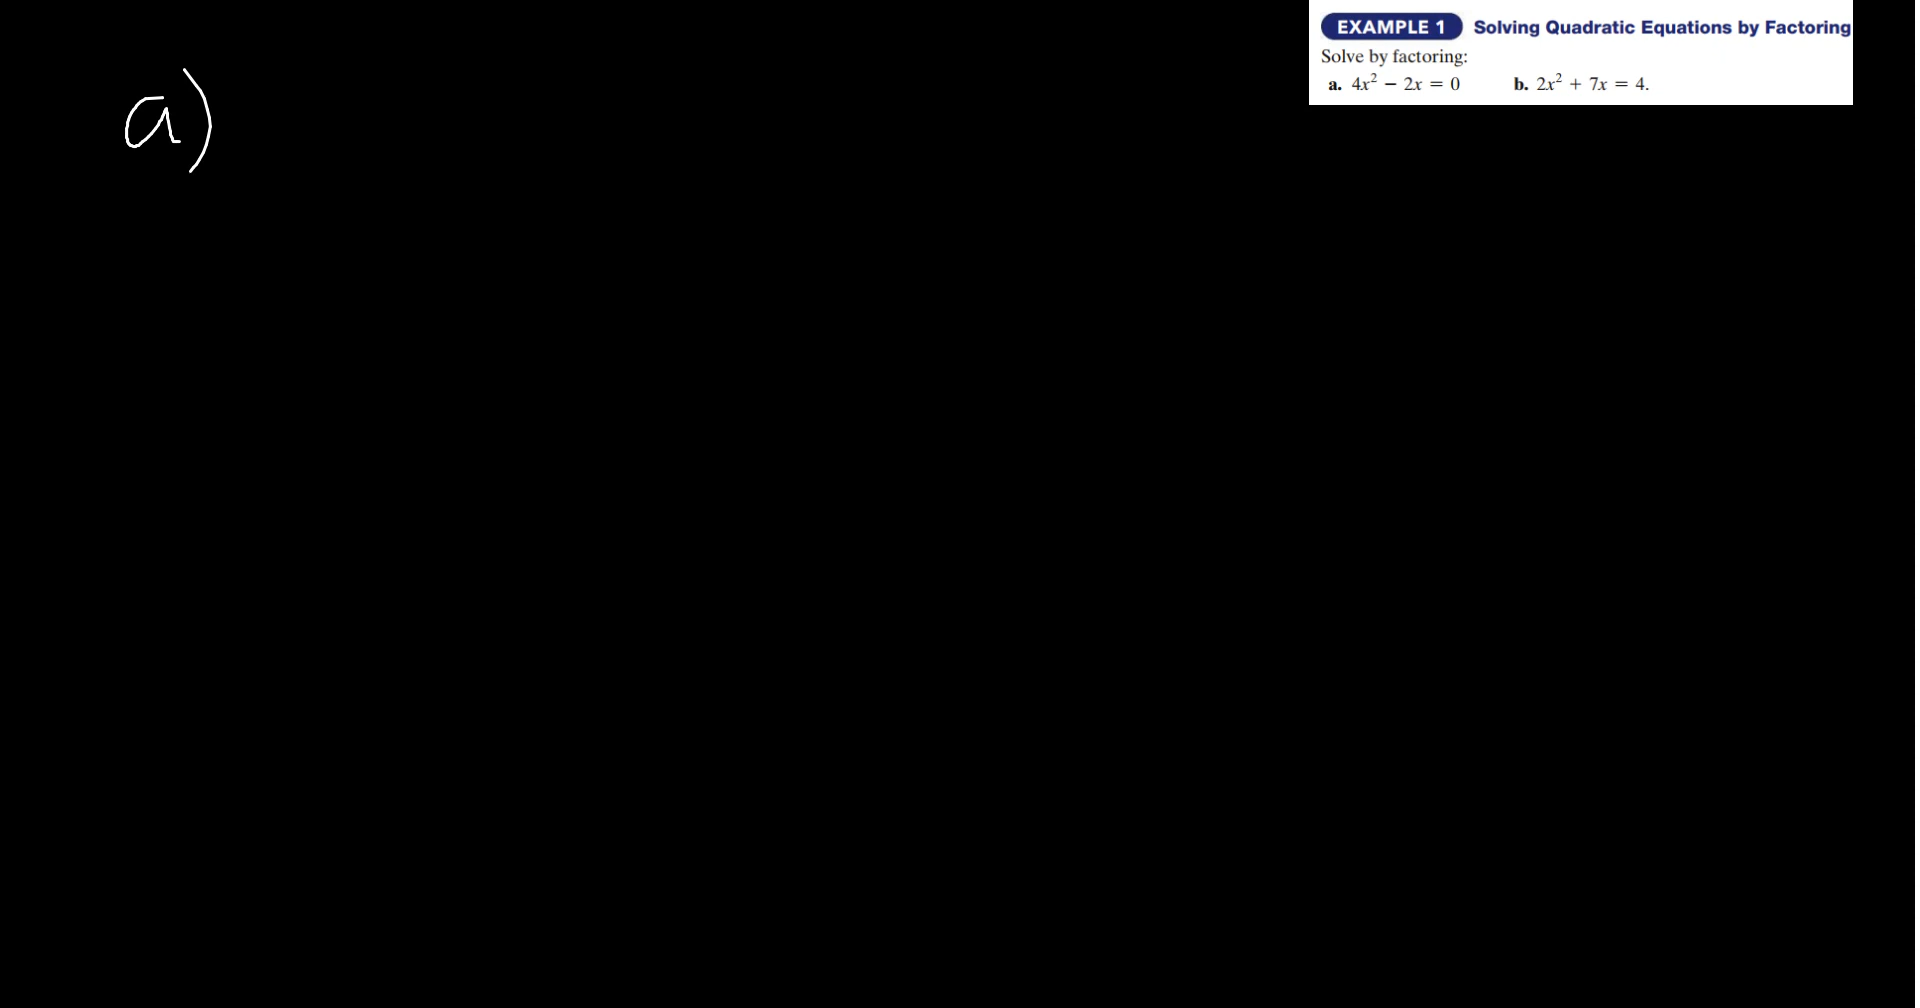 EXAMPLE 1 Solving Quadratic Equations by Factoring
Solve by factoring:
a. 4x² − 2x = 0 b. 2x² + 7x = 4.
a)